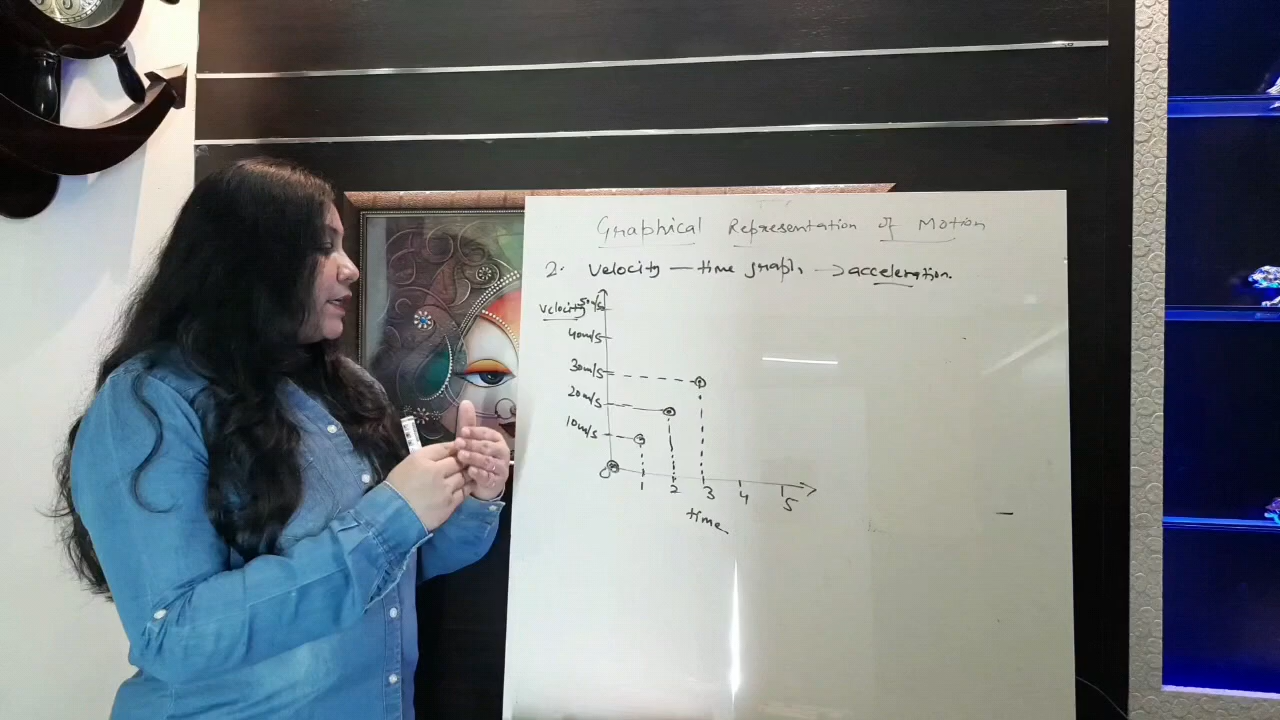 Graphical Representation of Motion
2. Velocity — time graph → acceleration.
Velocity 50m/s
40m/s
30m/s
20m/s
10m/s
0
1 2 3 4 5
time